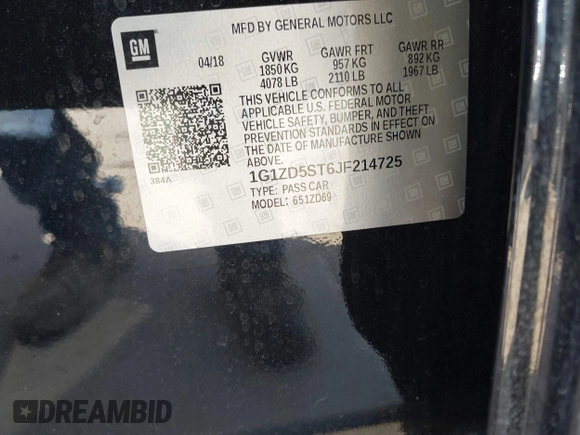 MFD BY GENERAL MOTORS LLC
GM
04/18 GVWR GAWR FRT GAWR RR
1850 KG 957 KG 892 KG
4078 LB 2110 LB 1967 LB
THIS VEHICLE CONFORMS TO ALL
APPLICABLE U.S. FEDERAL MOTOR
VEHICLE SAFETY, BUMPER, AND THEFT
PREVENTION STANDARDS IN EFFECT ON
THE DATE OF MANUFACTURE SHOWN
ABOVE.
384A
1G1ZD5ST6JF214725
TYPE: PASS CAR
MODEL: 651ZD69
DREAMBID